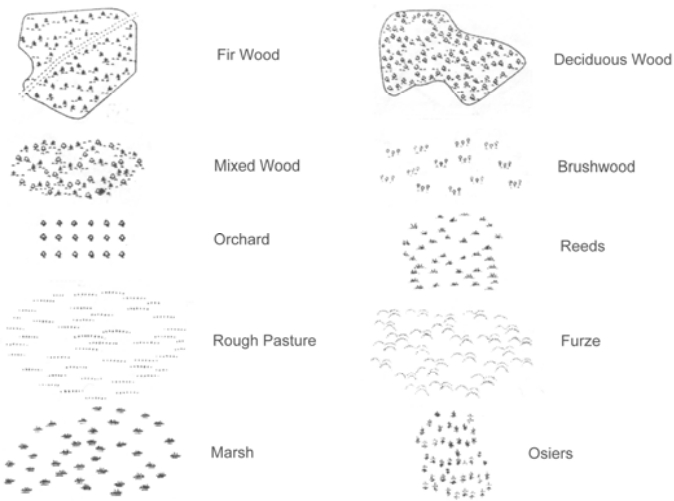 Fir Wood
Deciduous Wood
Mixed Wood
Brushwood
Orchard
Reeds
Rough Pasture
Furze
Marsh
Osiers